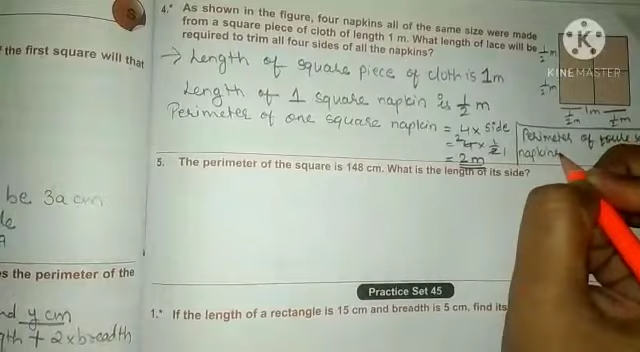 S
4.* As shown in the figure, four napkins all of the same size were made
from a square piece of cloth of length 1 m. What length of lace will be
required to trim all four sides of all the napkins?
→ Length of square piece of cloth is 1m
Length of 1 square napkin is 1/2 m
Perimeter of one square napkin = 4 × side
= 4 × 1/2
= 2m
1/2 m
1/2 m
1m
1/2 m
1/2 m
K
KINEMASTER
Perimeter of four
napkins
5. The perimeter of the square is 148 cm. What is the length of its side?
Practice Set 45
1.* If the length of a rectangle is 15 cm and breadth is 5 cm, find its
the first square will that
be 3a cm
s the perimeter of the
y cm
+ 2×breadth